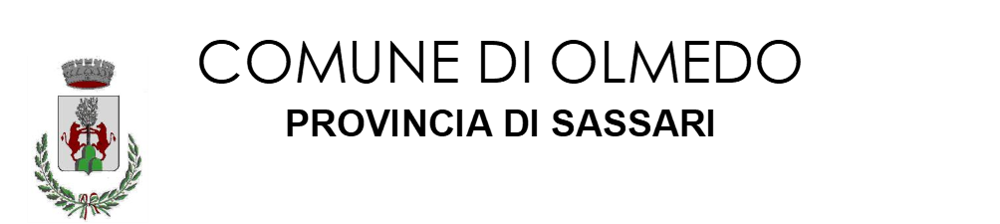 COMUNE DI OLMEDO
PROVINCIA DI SASSARI